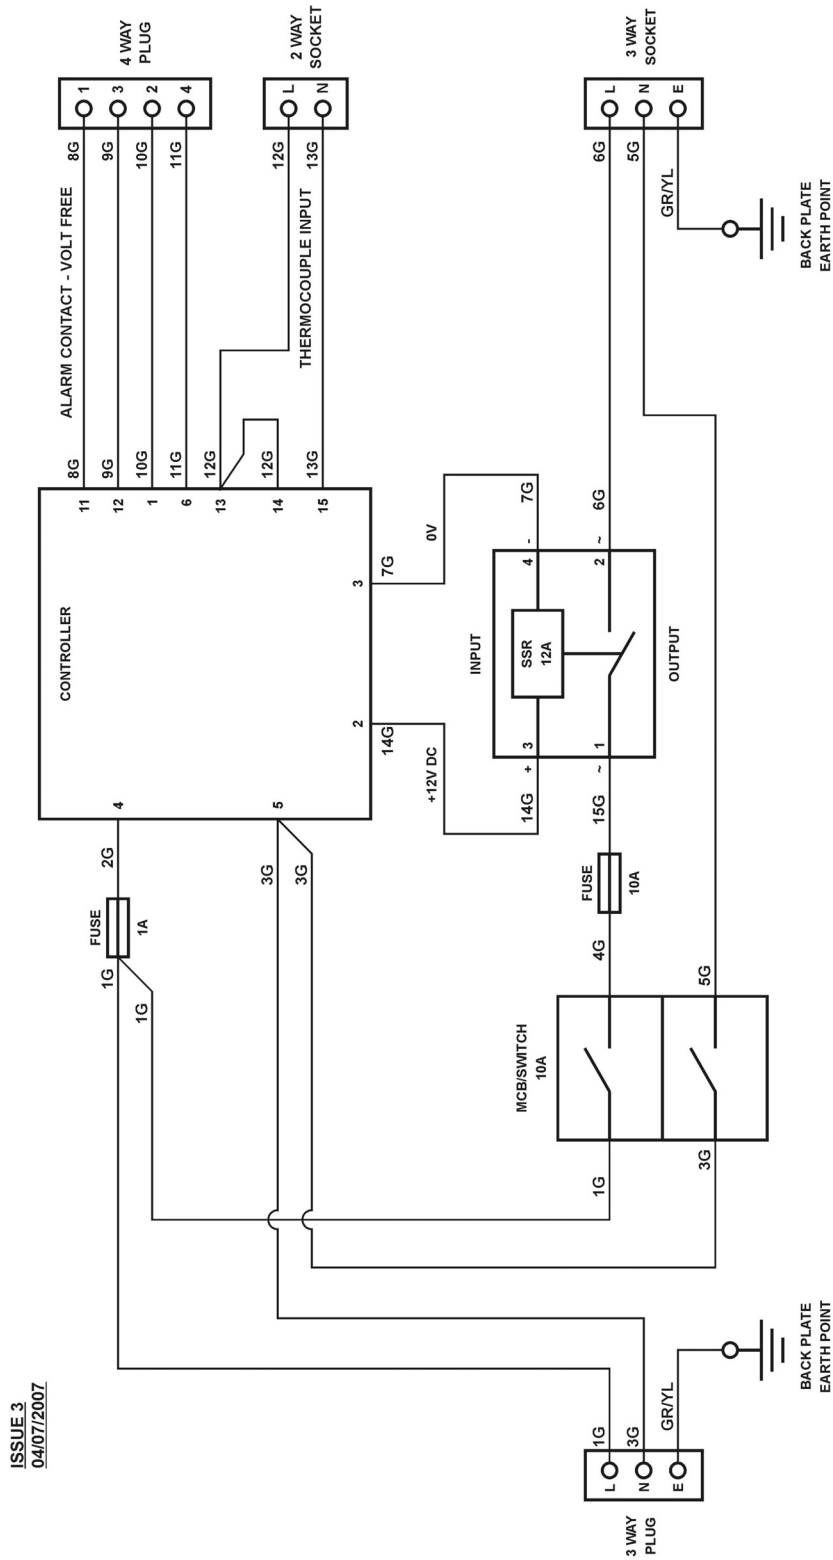 ISSUE 3
04/07/2007
CONTROLLER
4
5
2
3
11
12
1
6
13
14
15
8G
9G
10G
11G
12G
12G
13G
ALARM CONTACT - VOLT FREE
THERMOCOUPLE INPUT
8G
9G
10G
11G
12G
13G
1
3
2
4
4 WAY
PLUG
L
N
2 WAY
SOCKET
2G
FUSE
1A
1G
1G
3G
3G
14G
+12V DC
14G
7G
0V
7G
INPUT
+
3
4
-
SSR
12A
~
1
2
~
OUTPUT
15G
FUSE
10A
4G
6G
MCB/SWITCH
10A
1G
3G
5G
6G
5G
GR/YL
L
N
E
3 WAY
SOCKET
BACK PLATE
EARTH POINT
1G
3G
GR/YL
L
N
E
3 WAY
PLUG
BACK PLATE
EARTH POINT